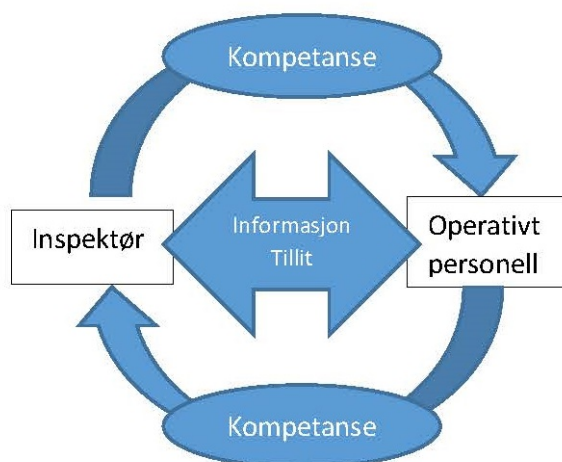 Kompetanse
Inspektør
Informasjon
Tillit
Operativt
personell
Kompetanse